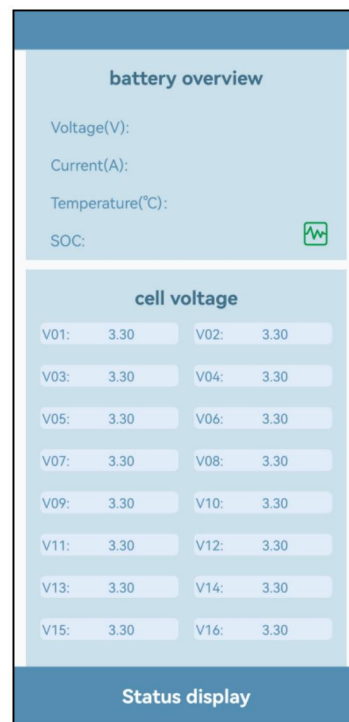 battery overview
Voltage(V):
Current(A):
Temperature(℃):
SOC:
cell voltage
V01: 3.30 V02: 3.30
V03: 3.30 V04: 3.30
V05: 3.30 V06: 3.30
V07: 3.30 V08: 3.30
V09: 3.30 V10: 3.30
V11: 3.30 V12: 3.30
V13: 3.30 V14: 3.30
V15: 3.30 V16: 3.30
Status display